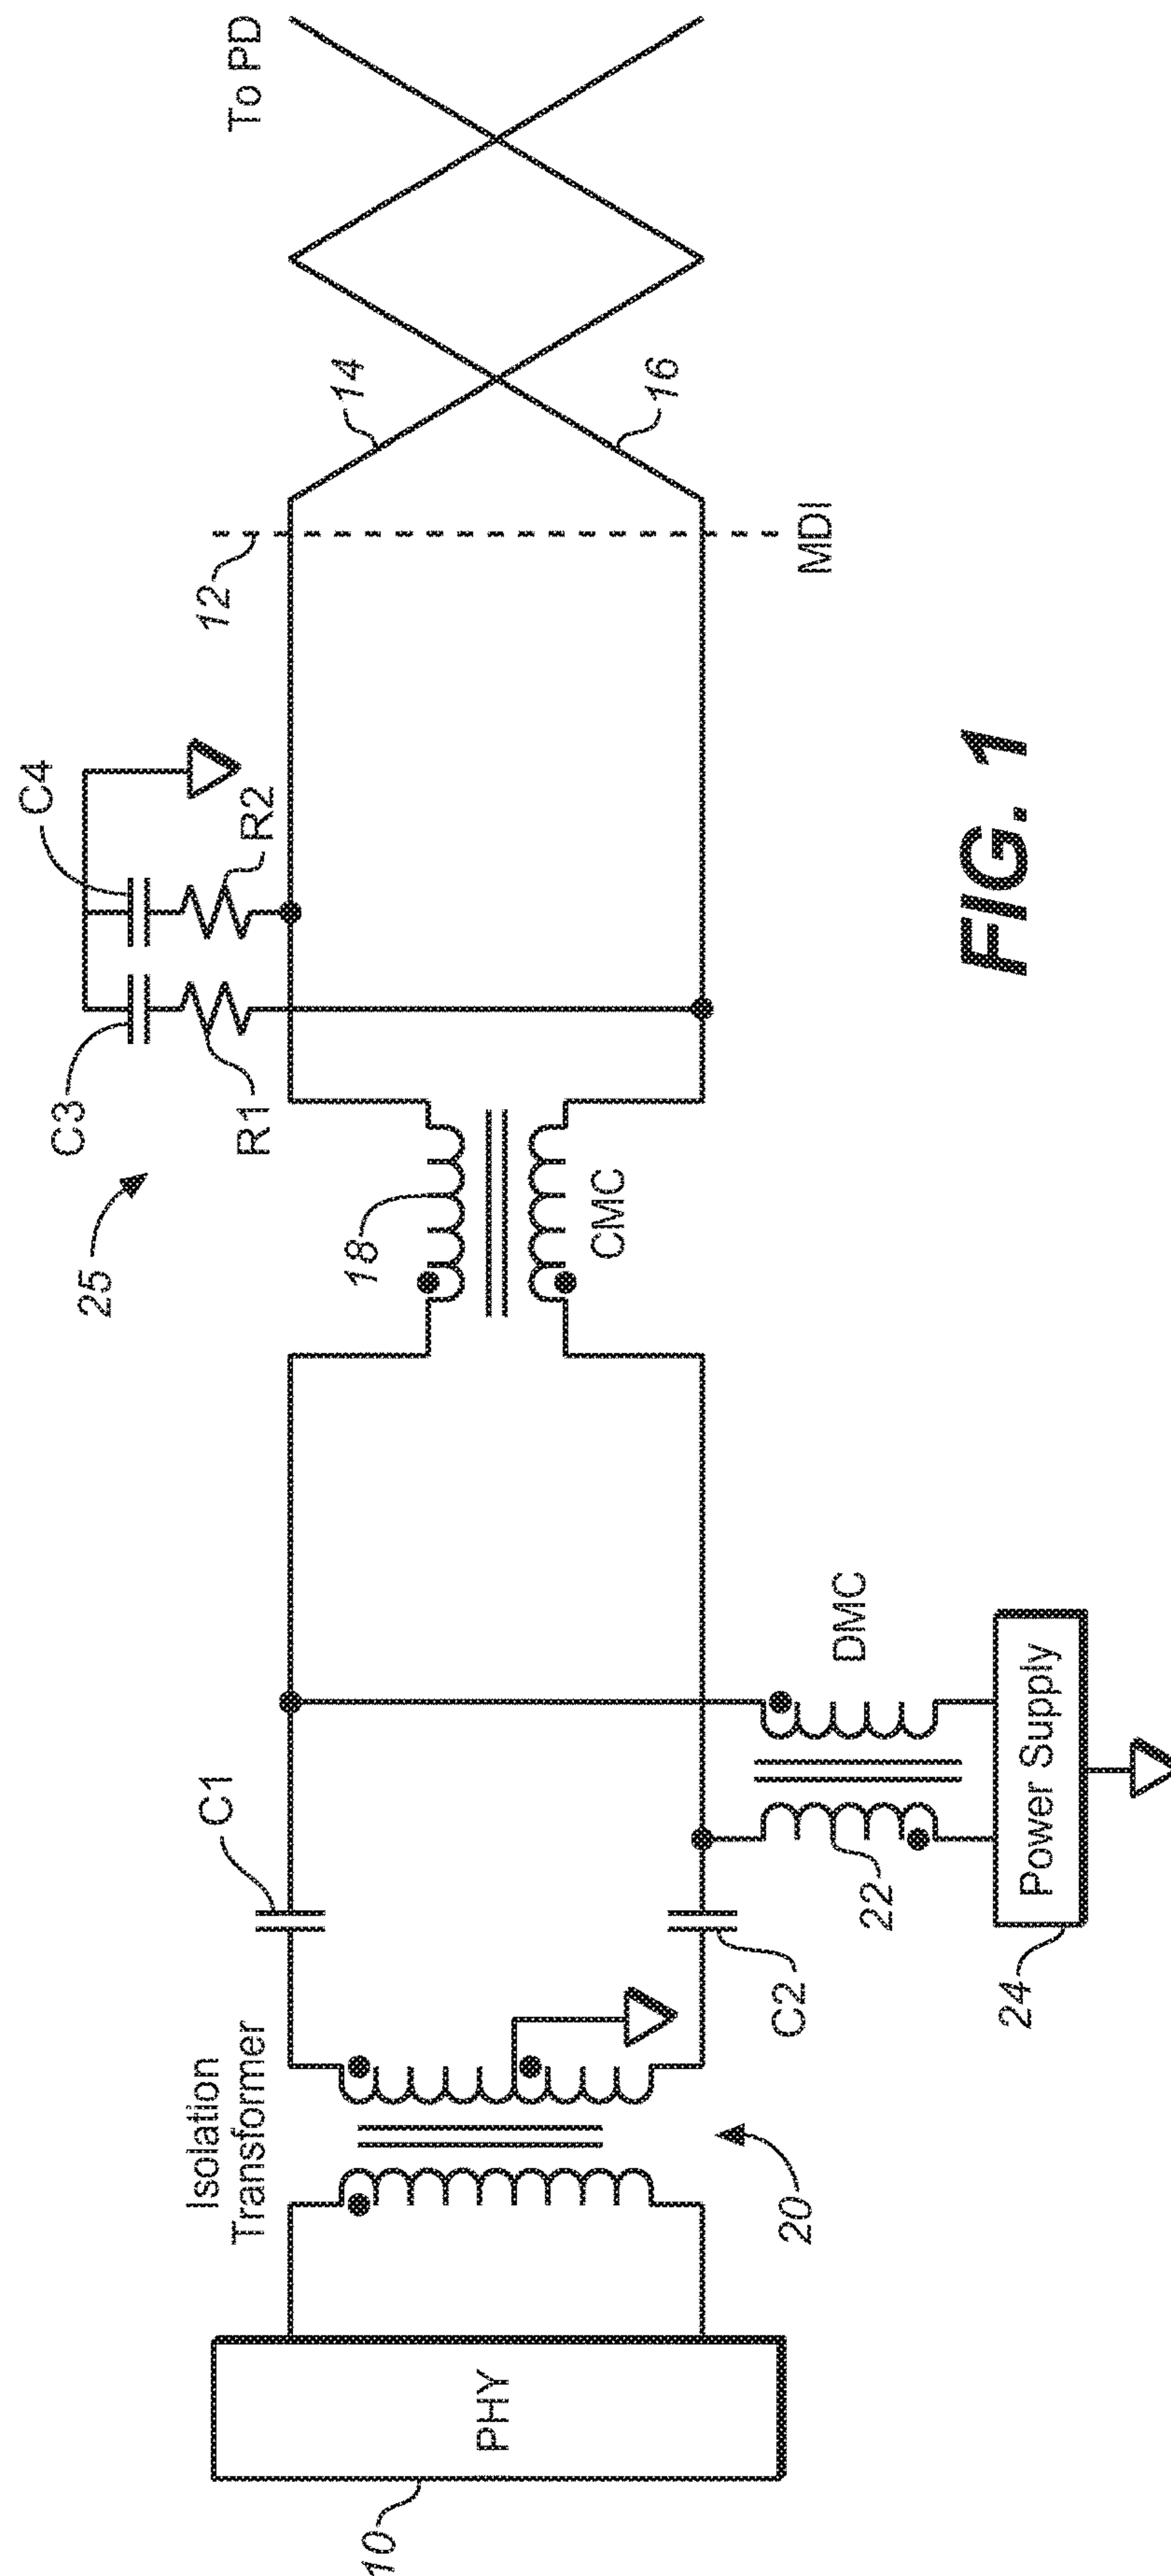 25
C3
C4
R1
R2
12
To PD
14
16
18
CMC
MDI
Isolation
Transformer
C1
C2
20
DMC
22
Power Supply
24
PHY
10
FIG. 1